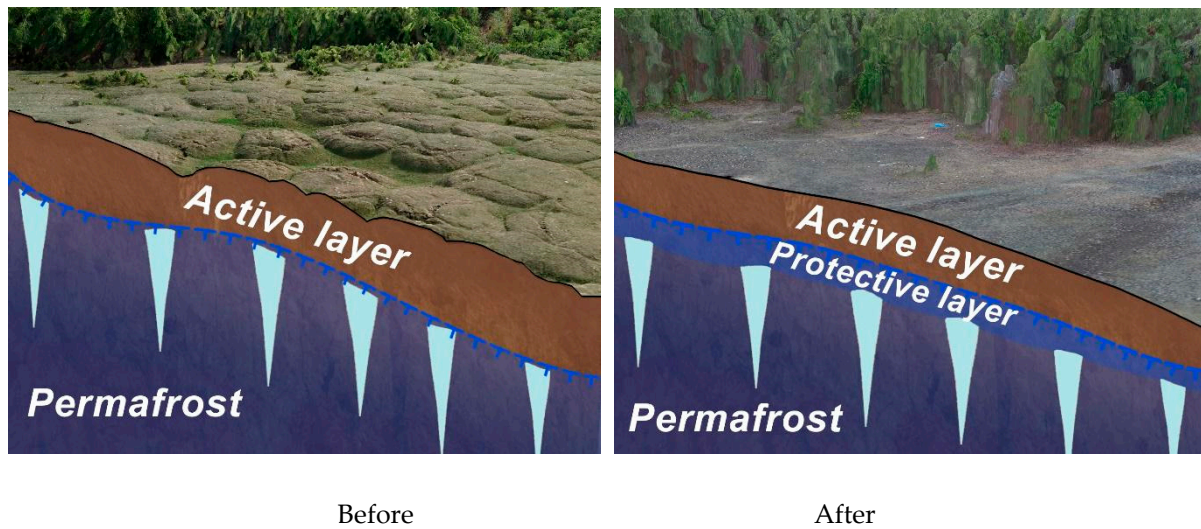 Active layer
Permafrost
Active layer
Protective layer
Permafrost
Before
After